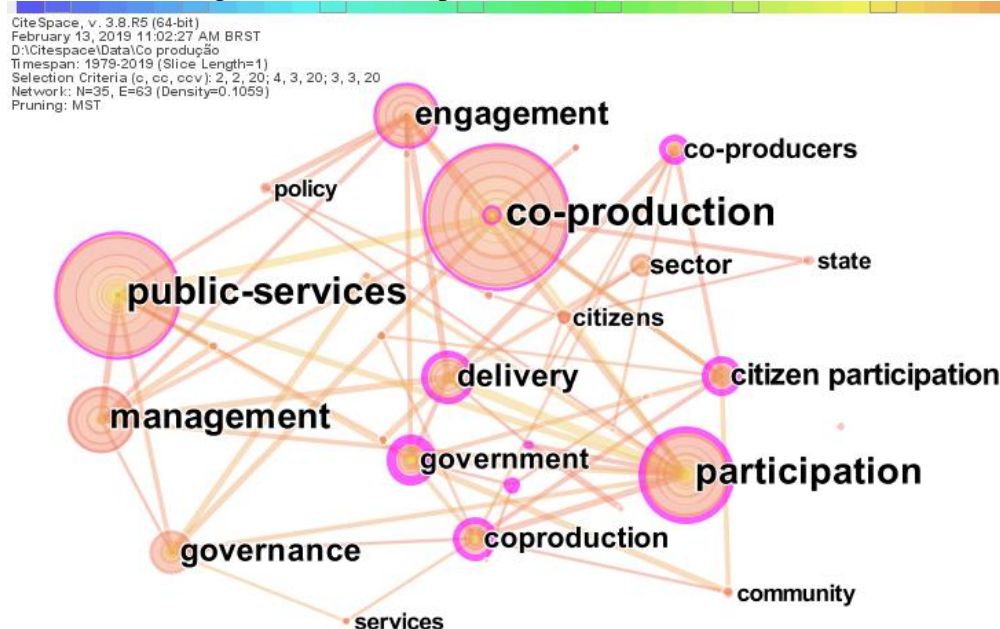 CiteSpace, v. 3.8.R5 (64-bit)
February 13, 2019 11:02:27 AM BRST
D:\Citespace\Data\Co produção
Timespan: 1979-2019 (Slice Length=1)
Selection Criteria (c, cc, ccv): 2, 2, 20; 4, 3, 20; 3, 3, 20
Network: N=35, E=63 (Density=0.1059)
Pruning: MST
engagement
co-producers
policy
co-production
sector
state
public-services
citizens
delivery
citizen participation
management
government
participation
coproduction
governance
community
services